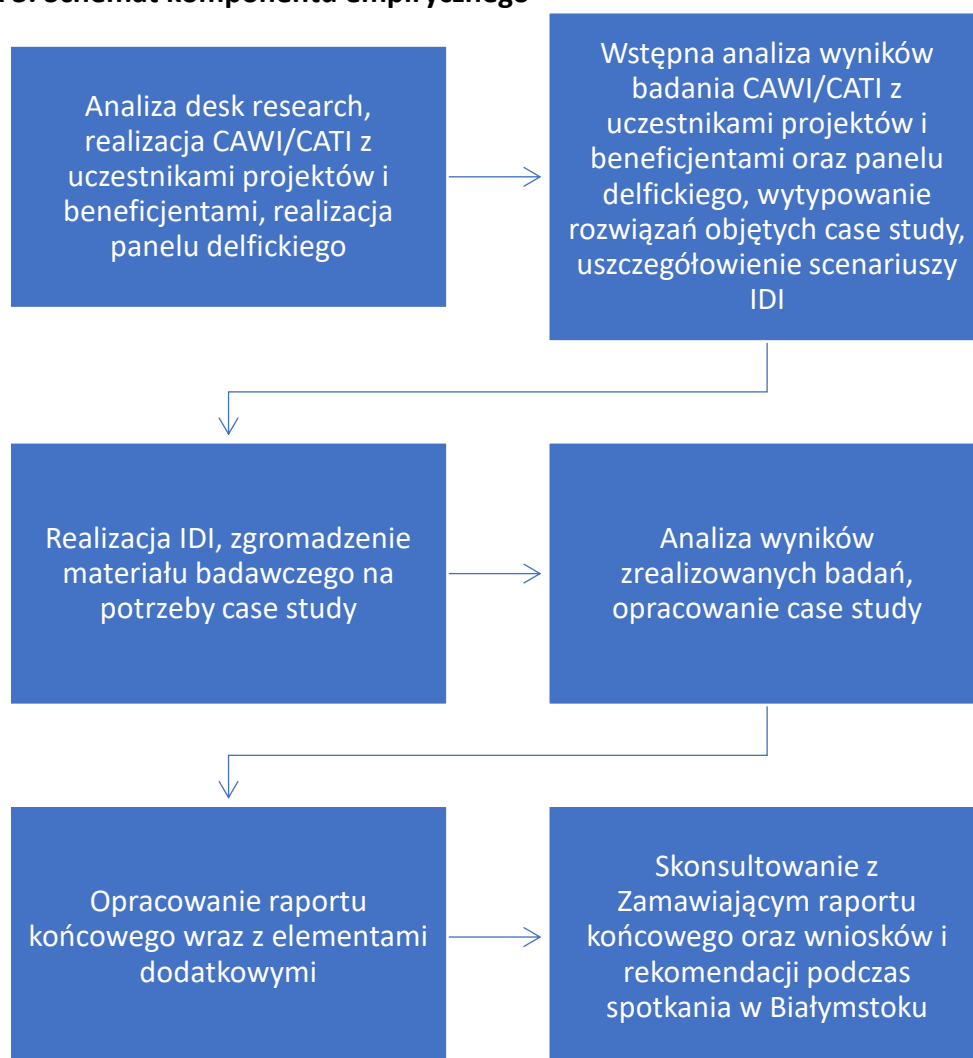 Schemat komponentu empirycznego
Analiza desk research,
realizacja CAWI/CATI z
uczestnikami projektów i
beneficjentami, realizacja
panelu delfickiego
Wstępna analiza wyników
badania CAWI/CATI z
uczestnikami projektów i
beneficjentami oraz panelu
delfickiego, wytypowanie
rozwiązań objętych case study,
uszczegółowienie scenariuszy
IDI
Realizacja IDI, zgromadzenie
materiału badawczego na
potrzeby case study
Analiza wyników
zrealizowanych badań,
opracowanie case study
Opracowanie raportu
końcowego wraz z elementami
dodatkowymi
Skonsultowanie z
Zamawiającym raportu
końcowego oraz wniosków i
rekomendacji podczas
spotkania w Białymstoku